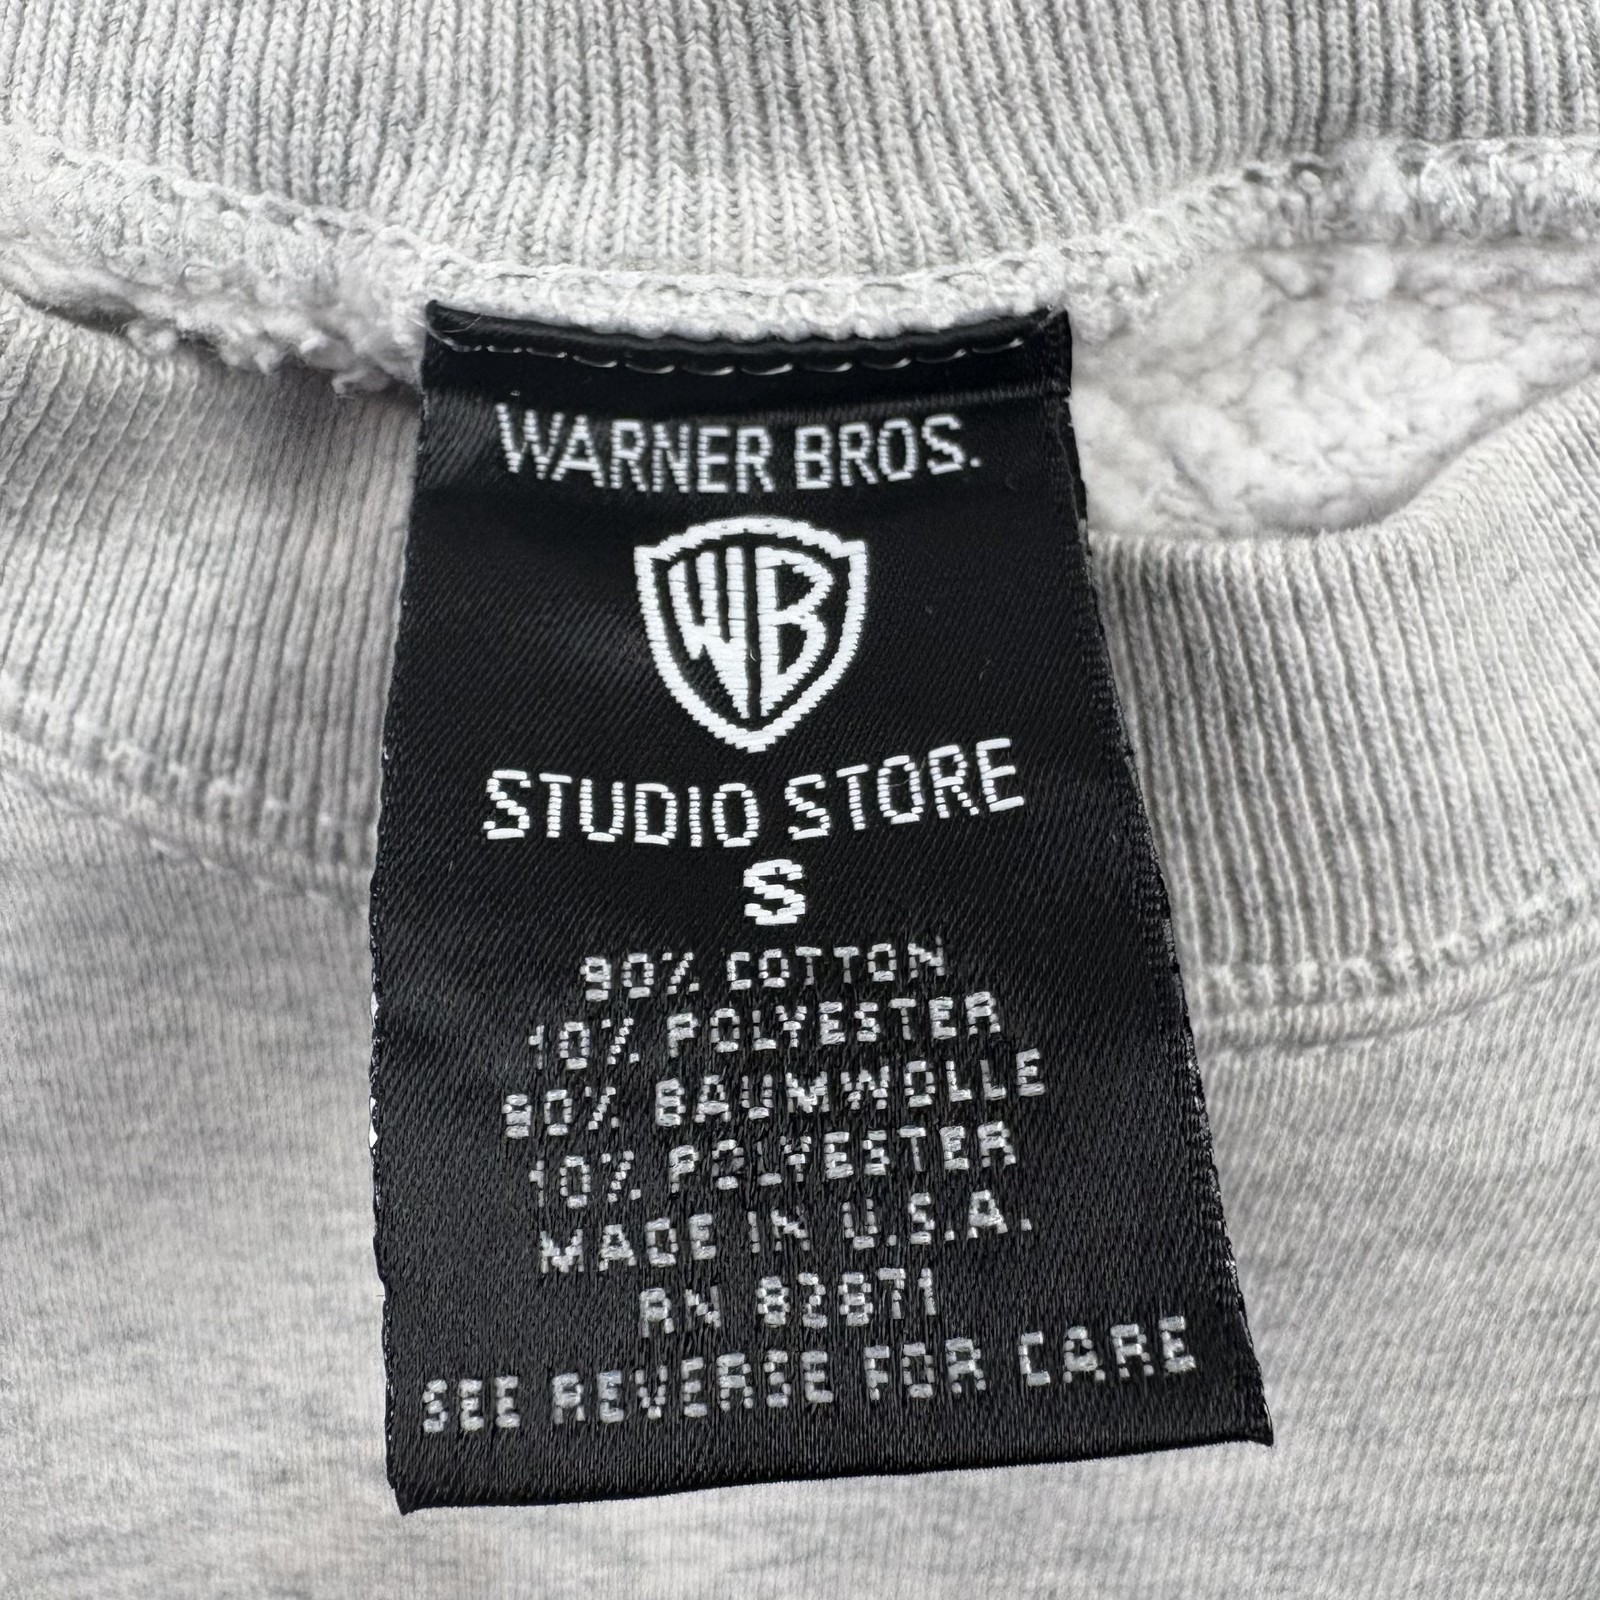 WARNER BROS.
WB
STUDIO STORE
S
90% COTTON
10% POLYESTER
90% BAUMWOLLE
10% POLYESTER
MADE IN U.S.A.
RN 82871
SEE REVERSE FOR CARE